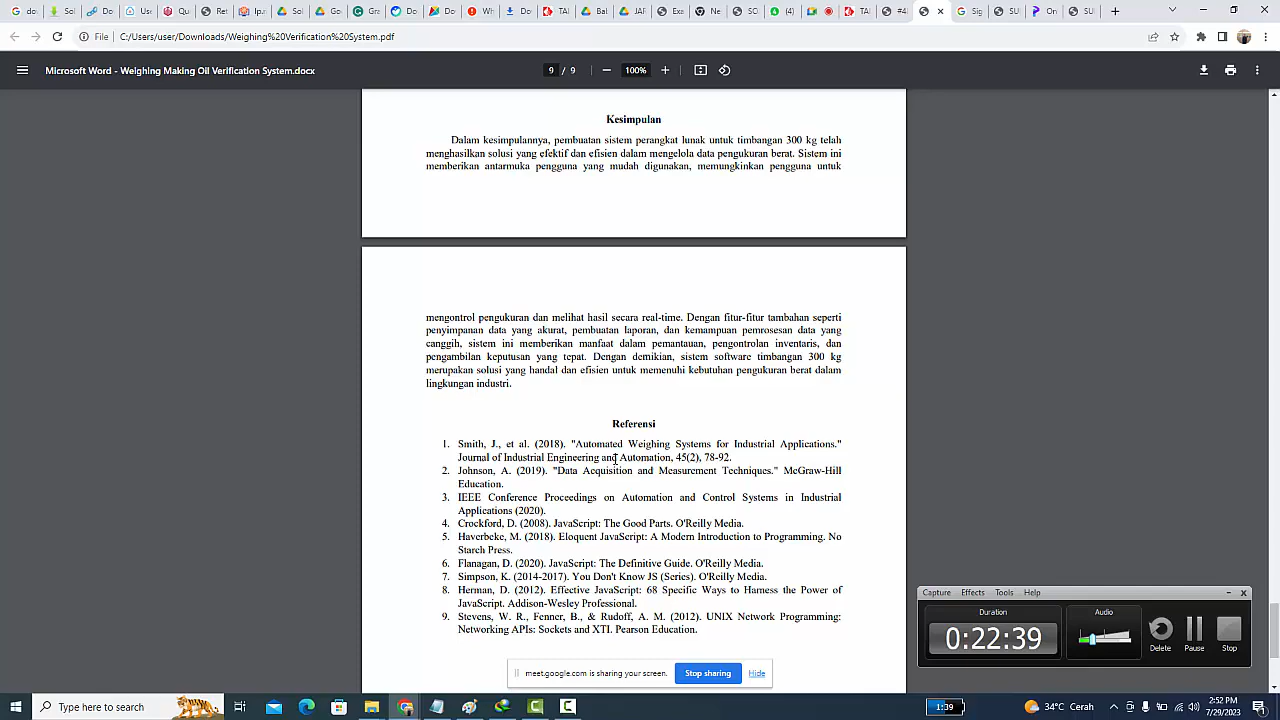 File
C:/Users/user/Downloads/Weighing%20Verification%20System.pdf
Microsoft Word - Weighing Making Oil Verification System.docx
9 / 9
100%
Kesimpulan
Dalam kesimpulannya, pembuatan sistem perangkat lunak untuk timbangan 300 kg telah
menghasilkan solusi yang efektif dan efisien dalam mengelola data pengukuran berat. Sistem ini
memberikan antarmuka pengguna yang mudah digunakan, memungkinkan pengguna untuk
mengontrol pengukuran dan melihat hasil secara real-time. Dengan fitur-fitur tambahan seperti
penyimpanan data yang akurat, pembuatan laporan, dan kemampuan pemrosesan data yang
canggih, sistem ini memberikan manfaat dalam pemantauan, pengontrolan inventaris, dan
pengambilan keputusan yang tepat. Dengan demikian, sistem software timbangan 300 kg
merupakan solusi yang handal dan efisien untuk memenuhi kebutuhan pengukuran berat dalam
lingkungan industri.
Referensi
1. Smith, J., et al. (2018). "Automated Weighing Systems for Industrial Applications."
Journal of Industrial Engineering and Automation, 45(2), 78-92.
2. Johnson, A. (2019). "Data Acquisition and Measurement Techniques." McGraw-Hill
Education.
3. IEEE Conference Proceedings on Automation and Control Systems in Industrial
Applications (2020).
4. Crockford, D. (2008). JavaScript: The Good Parts. O'Reilly Media.
5. Haverbeke, M. (2018). Eloquent JavaScript: A Modern Introduction to Programming. No
Starch Press.
6. Flanagan, D. (2020). JavaScript: The Definitive Guide. O'Reilly Media.
7. Simpson, K. (2014-2017). You Don't Know JS (Series). O'Reilly Media.
8. Herman, D. (2012). Effective JavaScript: 68 Specific Ways to Harness the Power of
JavaScript. Addison-Wesley Professional.
9. Stevens, W. R., Fenner, B., & Rudoff, A. M. (2012). UNIX Network Programming:
Networking APIs: Sockets and XTI. Pearson Education.
Capture Effects Tools Help
Duration
0:22:39
Audio
Delete Pause Stop
meet.google.com is sharing your screen. Stop sharing Hide
Type here to search
1:39
34°C Cerah
2:52 PM
7/29/2023